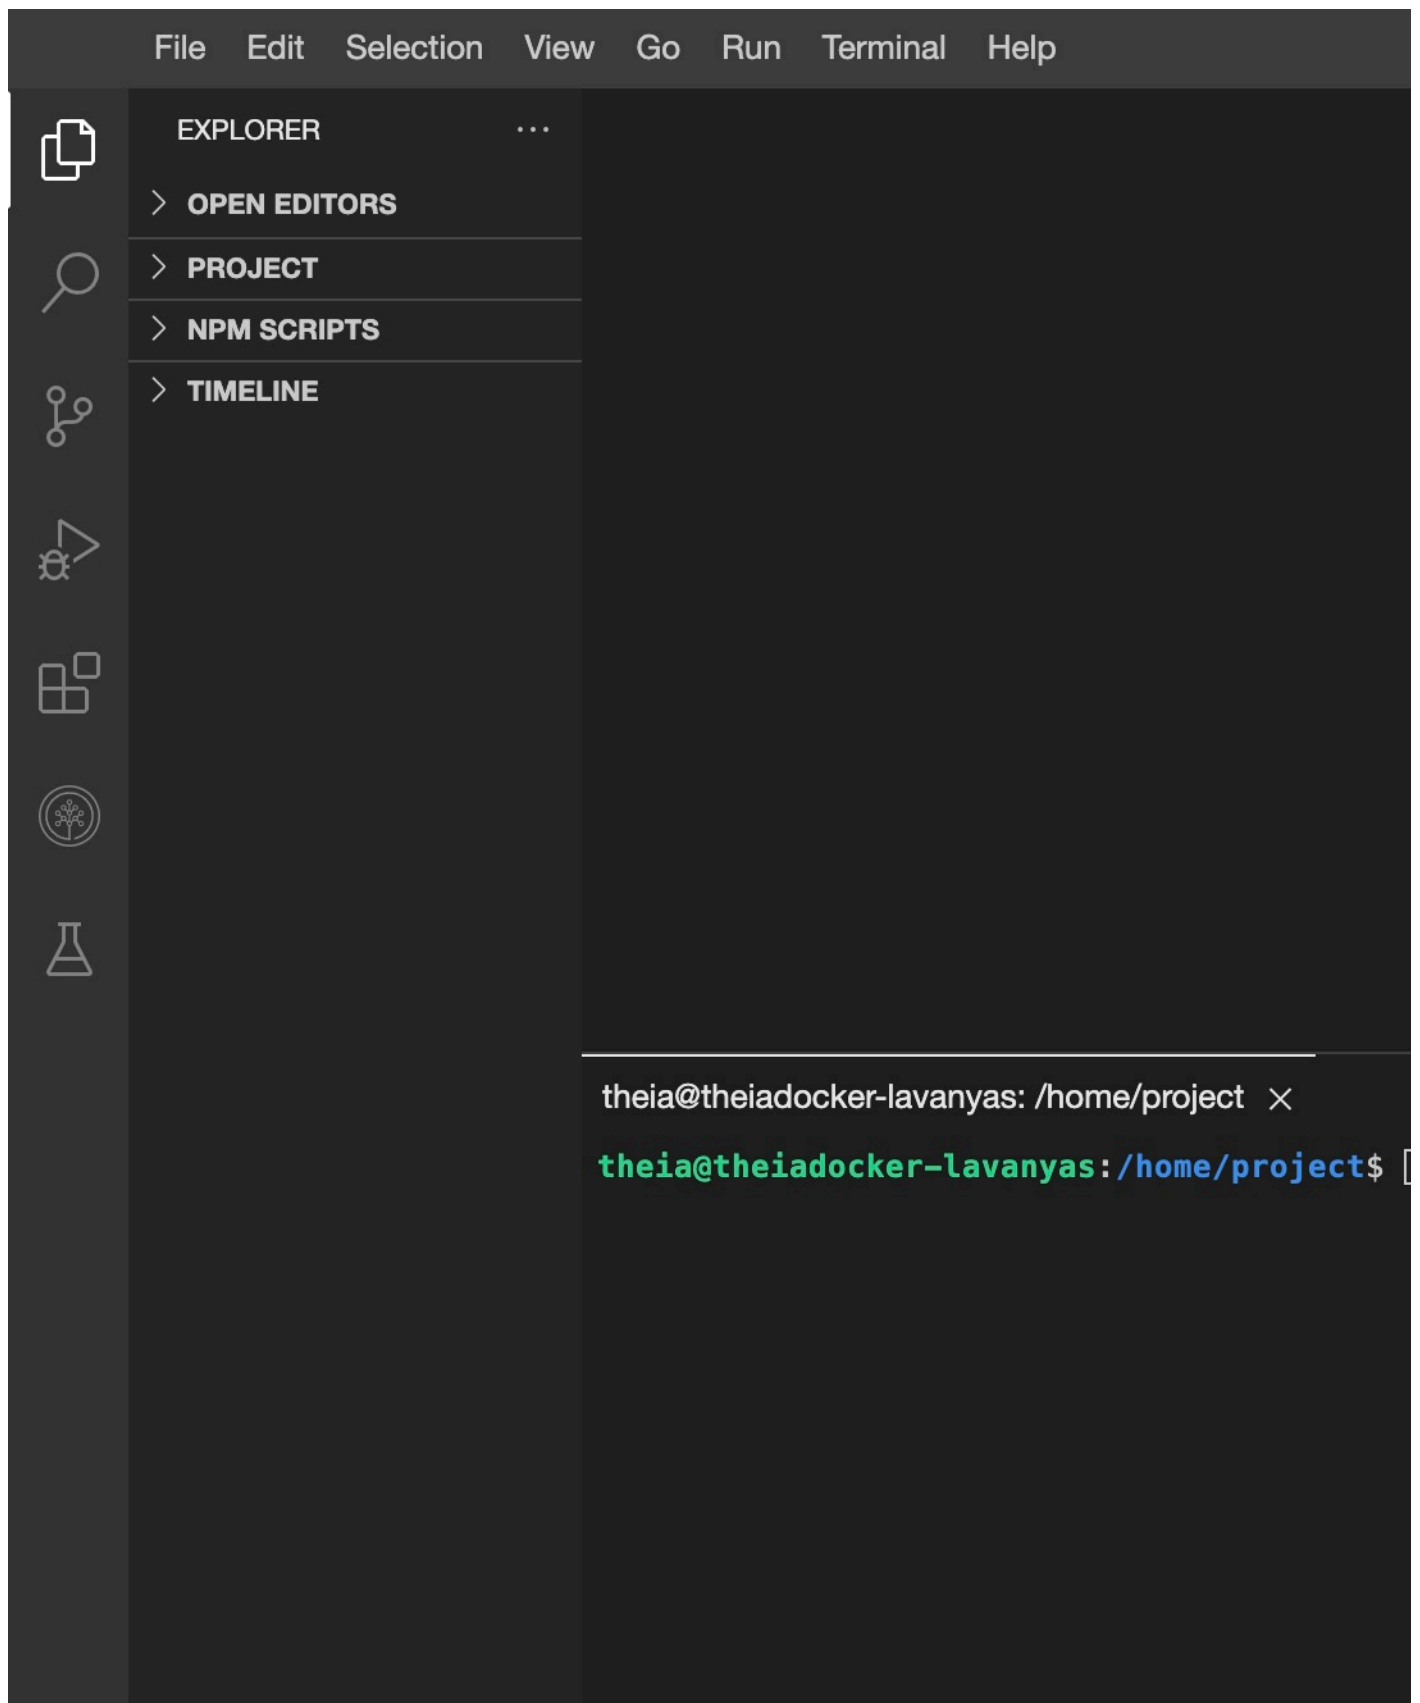 File Edit Selection View Go Run Terminal Help
EXPLORER ...
OPEN EDITORS
PROJECT
NPM SCRIPTS
TIMELINE
theia@theiadocker-lavanyas: /home/project ×
theia@theiadocker-lavanyas:/home/project$